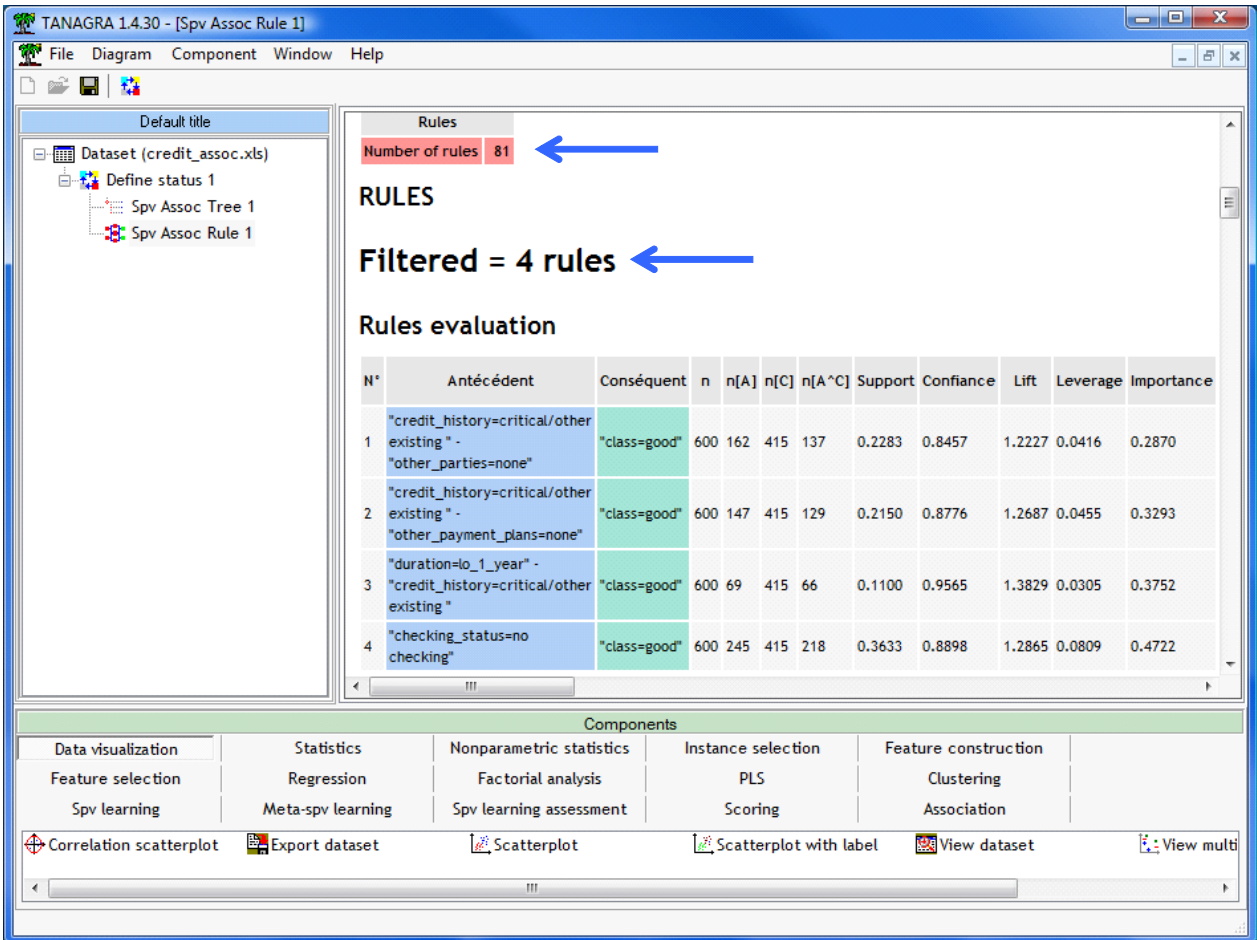 TANAGRA 1.4.30 - [Spv Assoc Rule 1]
File Diagram Component Window Help
Default title
Dataset (credit_assoc.xls)
Define status 1
Spv Assoc Tree 1
Spv Assoc Rule 1
Rules
Number of rules 81
RULES
Filtered = 4 rules
Rules evaluation
N° Antécédent Conséquent n n[A] n[C] n[A^C] Support Confiance Lift Leverage Importance
"credit_history=critical/other
1 existing " - "class=good" 600 162 415 137 0.2283 0.8457 1.2227 0.0416 0.2870
"other_parties=none"
"credit_history=critical/other
2 existing " - "class=good" 600 147 415 129 0.2150 0.8776 1.2687 0.0455 0.3293
"other_payment_plans=none"
"duration=lo_1_year" -
3 "credit_history=critical/other "class=good" 600 69 415 66 0.1100 0.9565 1.3829 0.0305 0.3752
existing "
"checking_status=no
4 checking" "class=good" 600 245 415 218 0.3633 0.8898 1.2865 0.0809 0.4722
Components
Data visualization Statistics Nonparametric statistics Instance selection Feature construction
Feature selection Regression Factorial analysis PLS Clustering
Spv learning Meta-spv learning Spv learning assessment Scoring Association
Correlation scatterplot Export dataset Scatterplot Scatterplot with label View dataset View multi